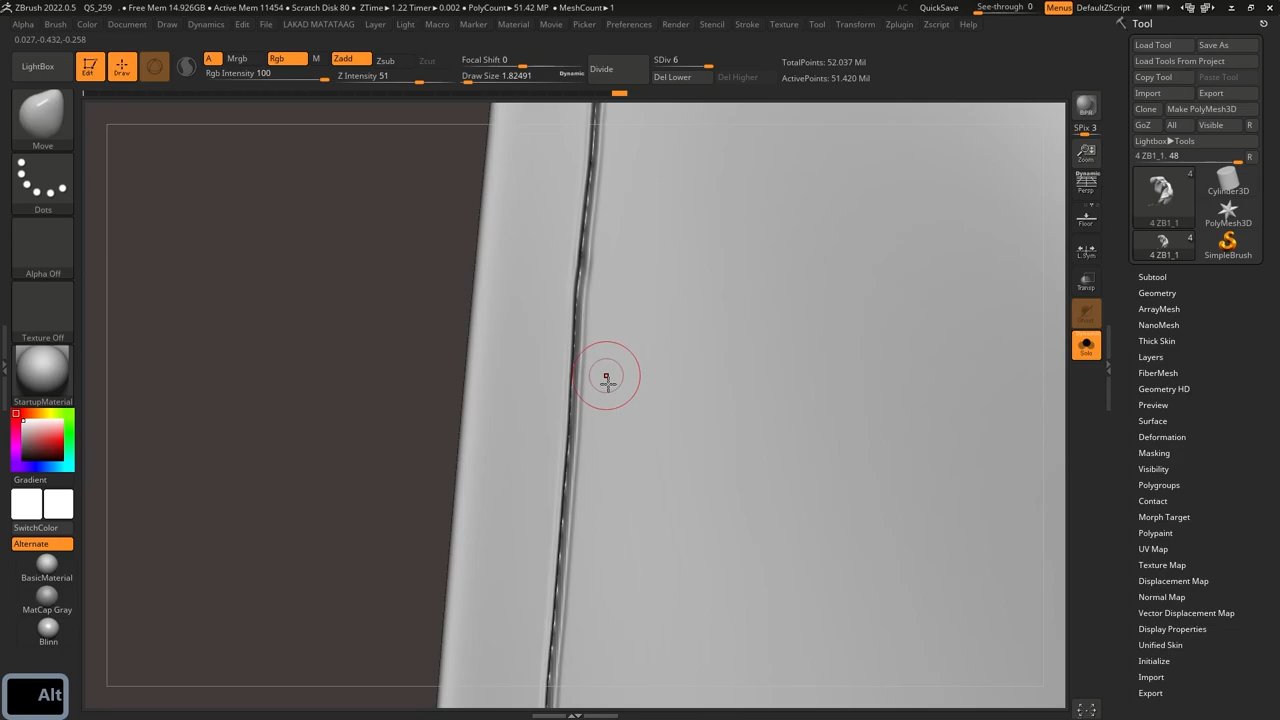 ZBrush 2022.0.5 QS_259 • Free Mem 14.926GB • Active Mem 11454 • Scratch Disk 80 • ZTime►1.22 Timer►0.002 • PolyCount►51.42 MP • MeshCount►1 AC QuickSave See-through 0 Menus DefaultZScript
Alpha Brush Color Document Draw Dynamics Edit File LAKAD MATATAAG Layer Light Macro Marker Material Movie Picker Preferences Render Stencil Stroke Texture Tool Transform Zplugin Zscript Help
0.027,-0.432,-0.258
LightBox
Edit
Draw
A Mrgb Rgb M Zadd Zsub Zcut
Rgb Intensity 100 Z Intensity 51
Focal Shift 0
Draw Size 1.82491 Dynamic
Divide
SDiv 6
Del Lower Del Higher
TotalPoints: 52.037 Mil
ActivePoints: 51.420 Mil
Move
Dots
Alpha Off
Texture Off
StartupMaterial
Gradient
SwitchColor
Alternate
BasicMaterial
MatCap Gray
Blinn
Alt
BPR
SPix 3
Zoom
Dynamic
Persp
Floor
L.Sym
Transp
Solo
Tool
Load Tool Save As
Load Tools From Project
Copy Tool Paste Tool
Import Export
Clone Make PolyMesh3D
GoZ All Visible R
Lightbox►Tools
4 ZB1_1. 48 R
4
4 ZB1_1
Cylinder3D
PolyMesh3D
4
4 ZB1_1
SimpleBrush
Subtool
Geometry
ArrayMesh
NanoMesh
Thick Skin
Layers
FiberMesh
Geometry HD
Preview
Surface
Deformation
Masking
Visibility
Polygroups
Contact
Morph Target
Polypaint
UV Map
Texture Map
Displacement Map
Normal Map
Vector Displacement Map
Display Properties
Unified Skin
Initialize
Import
Export